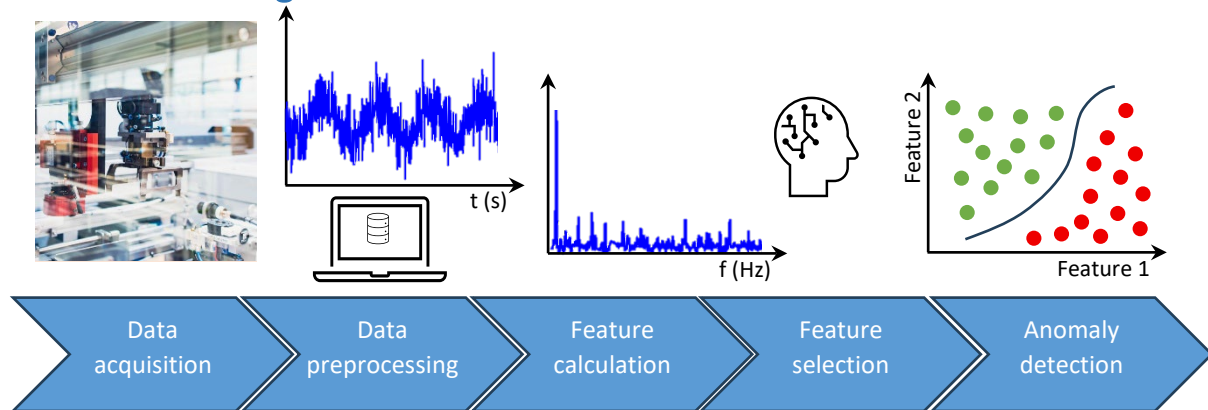 t (s)
f (Hz)
Feature 2
Feature 1
Data
acquisition
Data
preprocessing
Feature
calculation
Feature
selection
Anomaly
detection